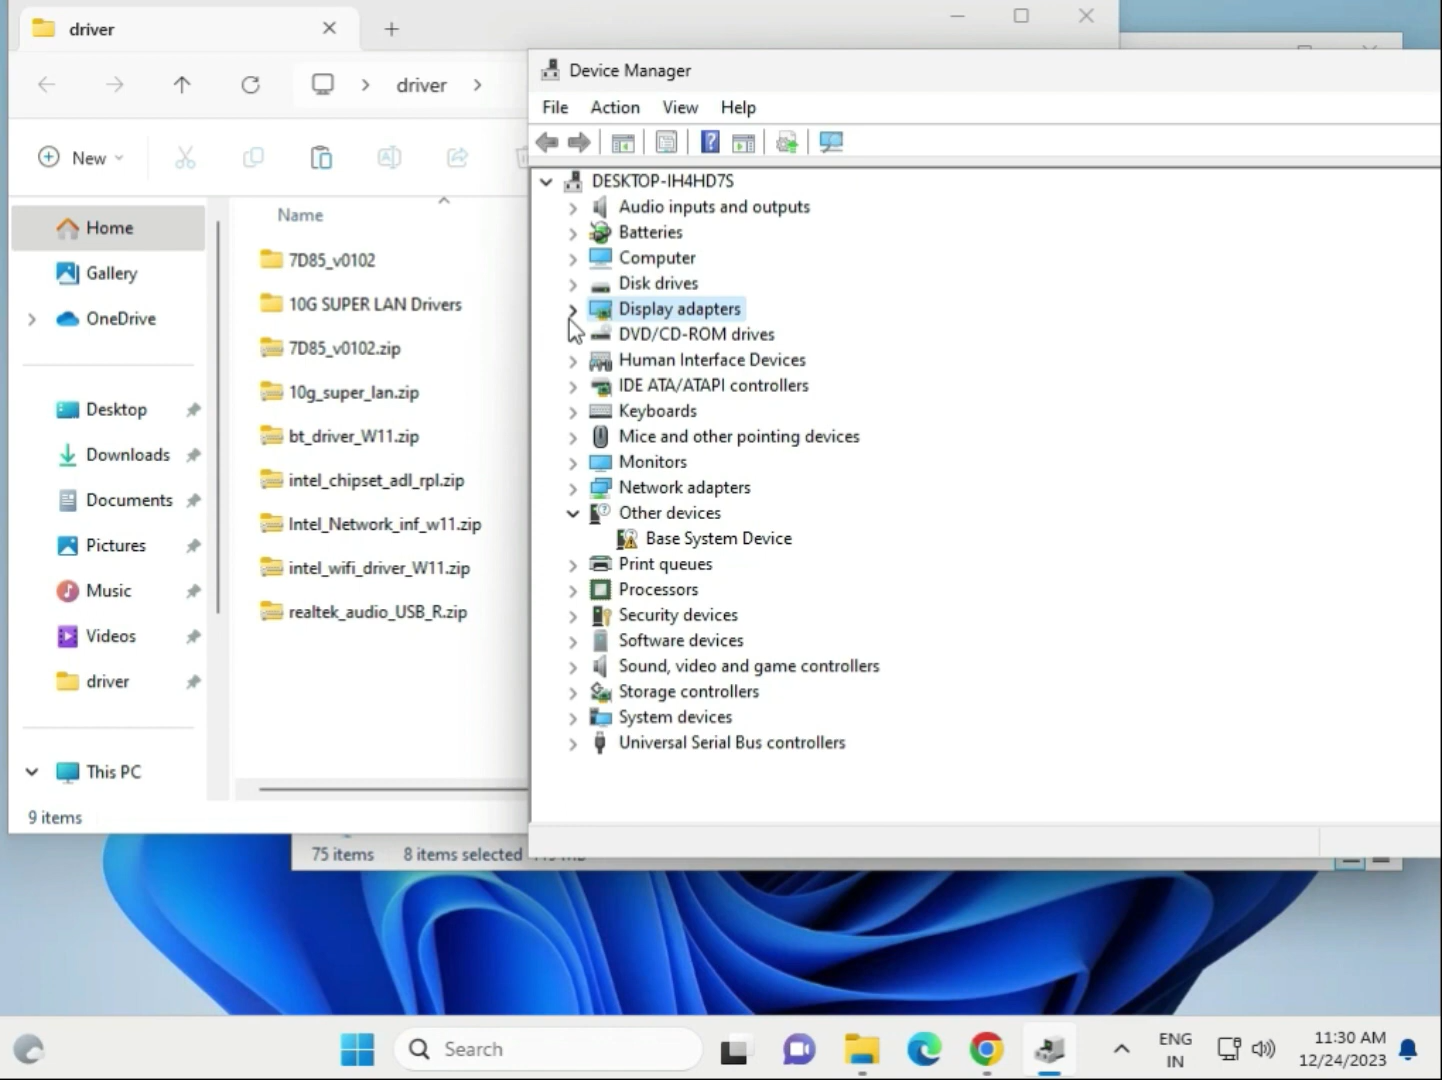 driver
driver
New
Name
Home
Gallery
OneDrive
Desktop
Downloads
Documents
Pictures
Music
Videos
driver
This PC
7D85_v0102
10G SUPER LAN Drivers
7D85_v0102.zip
10g_super_lan.zip
bt_driver_W11.zip
intel_chipset_adl_rpl.zip
Intel_Network_inf_w11.zip
intel_wifi_driver_W11.zip
realtek_audio_USB_R.zip
9 items
75 items 8 items selected
Device Manager
File Action View Help
DESKTOP-IH4HD7S
Audio inputs and outputs
Batteries
Computer
Disk drives
Display adapters
DVD/CD-ROM drives
Human Interface Devices
IDE ATA/ATAPI controllers
Keyboards
Mice and other pointing devices
Monitors
Network adapters
Other devices
Base System Device
Print queues
Processors
Security devices
Software devices
Sound, video and game controllers
Storage controllers
System devices
Universal Serial Bus controllers
Search
ENG
IN
11:30 AM
12/24/2023